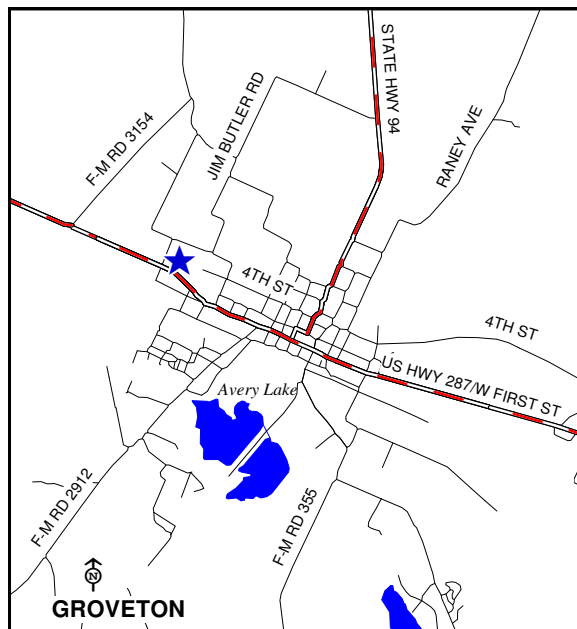 STATE HWY 94
JIM BUTLER RD
F-M RD 3154
RANEY AVE
4TH ST
4TH ST
US HWY 287/W FIRST ST
Avery Lake
F-M RD 2912
F-M RD 355
N
GROVETON